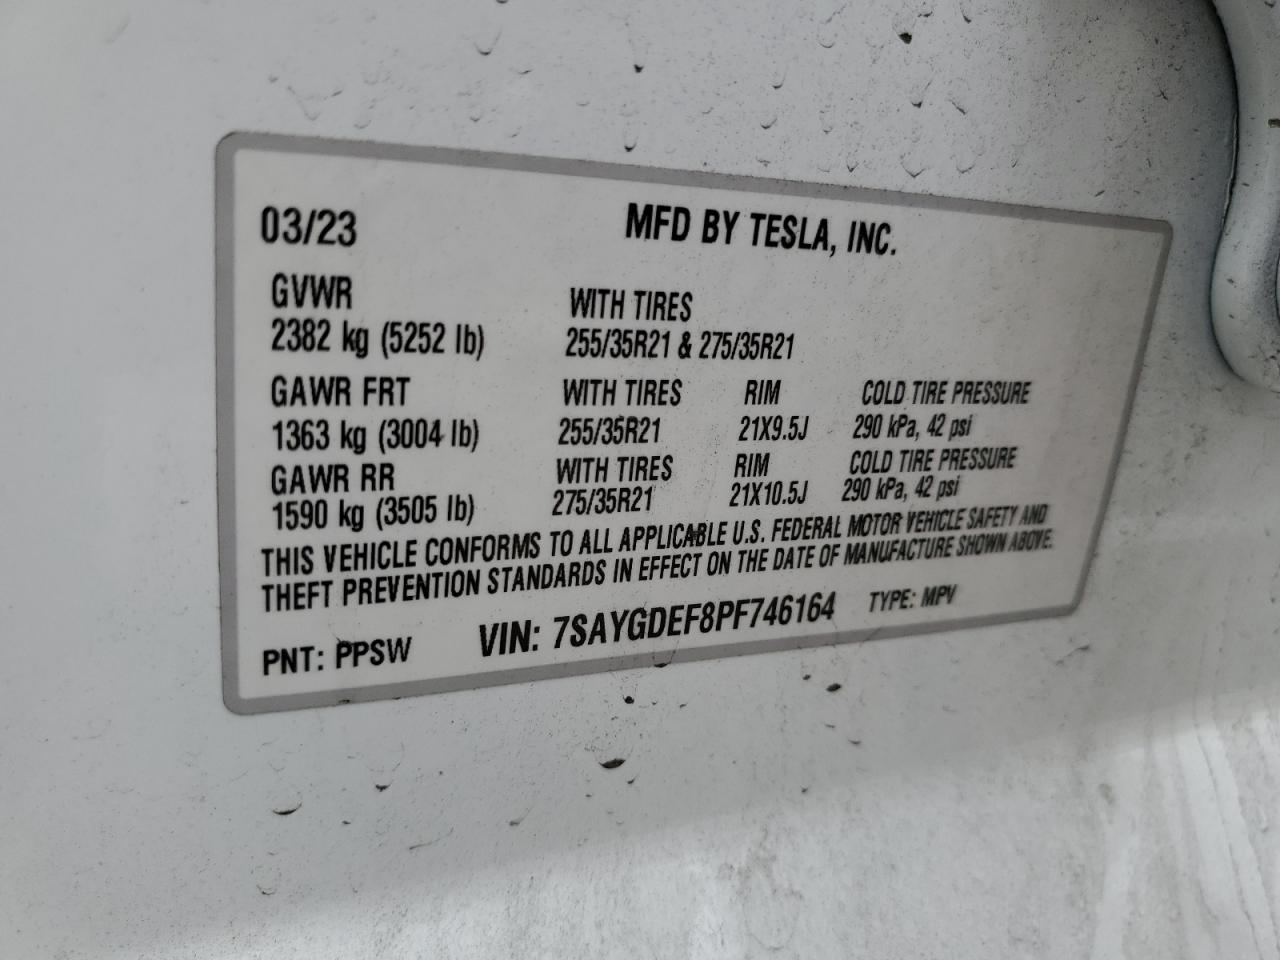 03/23 MFD BY TESLA, INC.
GVWR WITH TIRES
2382 kg (5252 lb) 255/35R21 & 275/35R21
GAWR FRT WITH TIRES RIM COLD TIRE PRESSURE
1363 kg (3004 lb) 255/35R21 21X9.5J 290 kPa, 42 psi
GAWR RR WITH TIRES RIM COLD TIRE PRESSURE
1590 kg (3505 lb) 275/35R21 21X10.5J 290 kPa, 42 psi
THIS VEHICLE CONFORMS TO ALL APPLICABLE U.S. FEDERAL MOTOR VEHICLE SAFETY AND
THEFT PREVENTION STANDARDS IN EFFECT ON THE DATE OF MANUFACTURE SHOWN ABOVE.
PNT: PPSW VIN: 7SAYGDEF8PF746164 TYPE: MPV